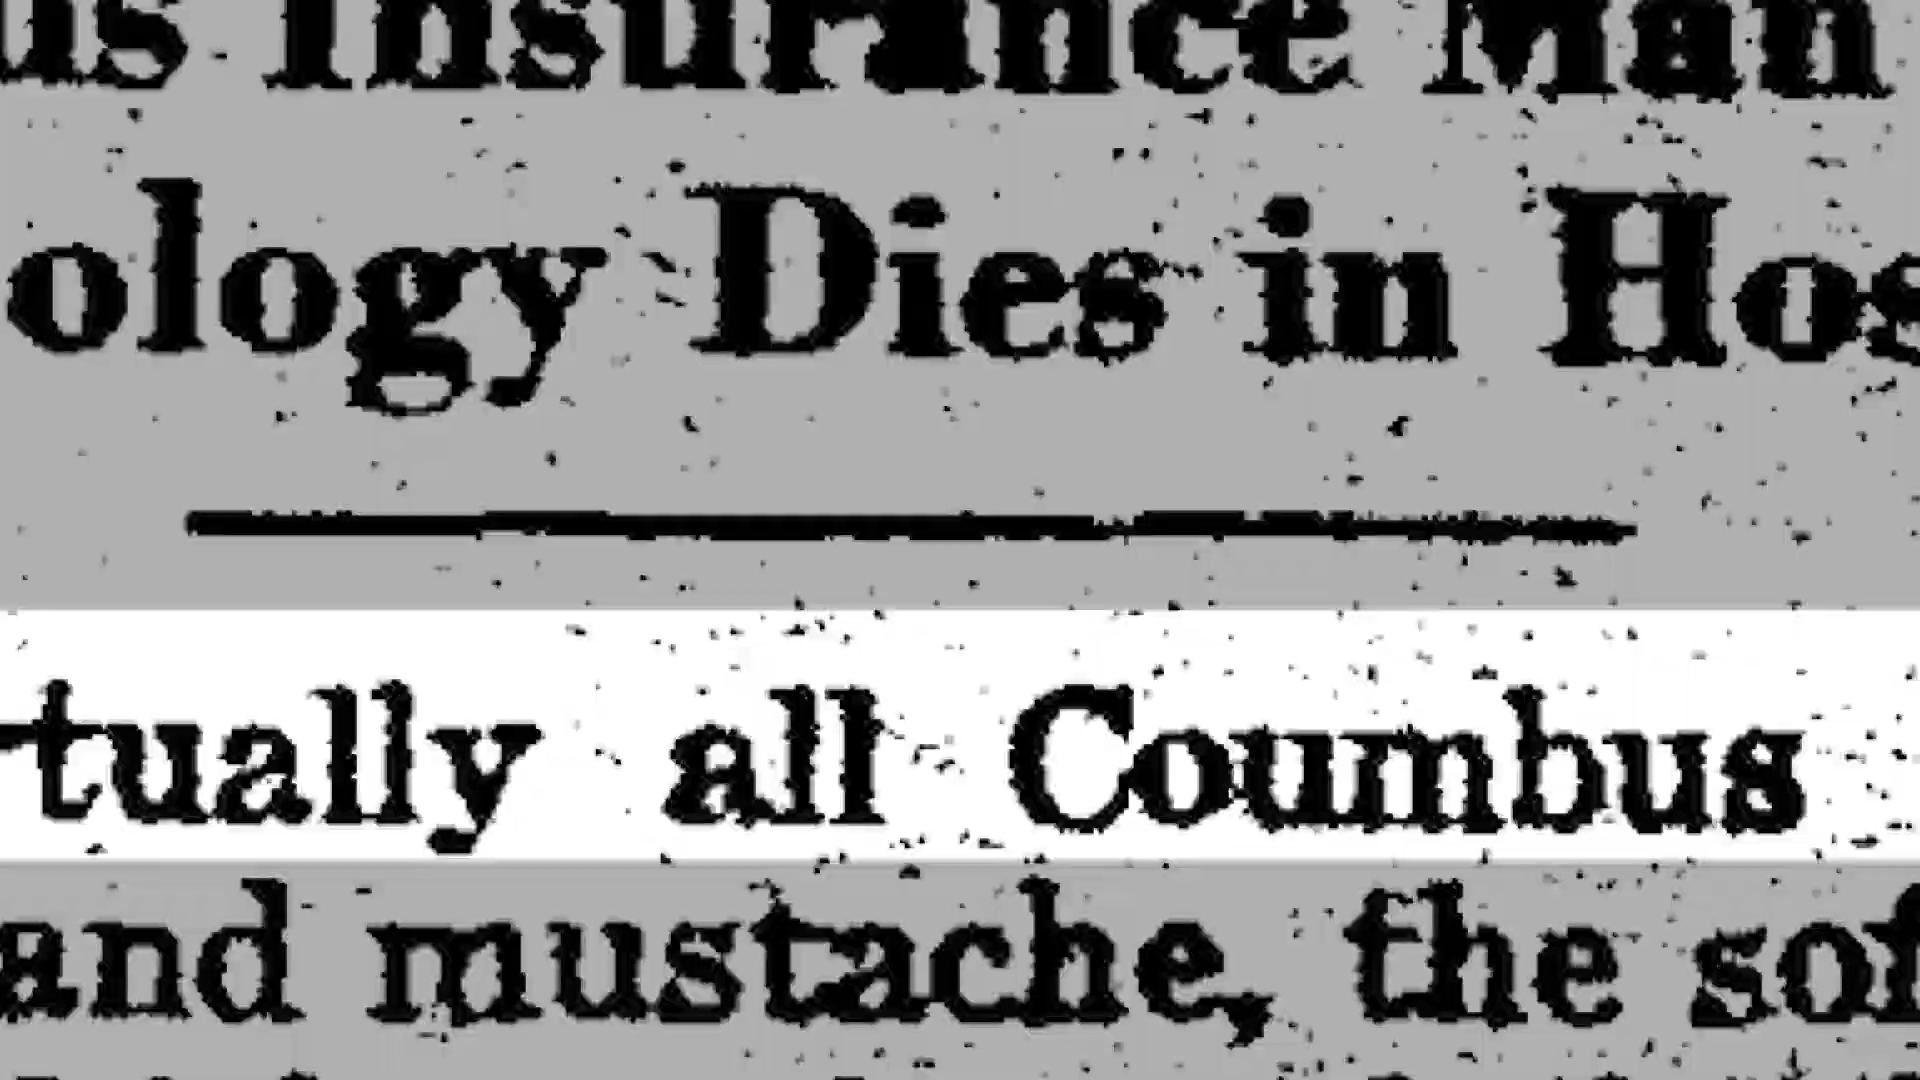 us Insurance Man
ology Dies in Hos
tually all Coumbus
and mustache, the sof